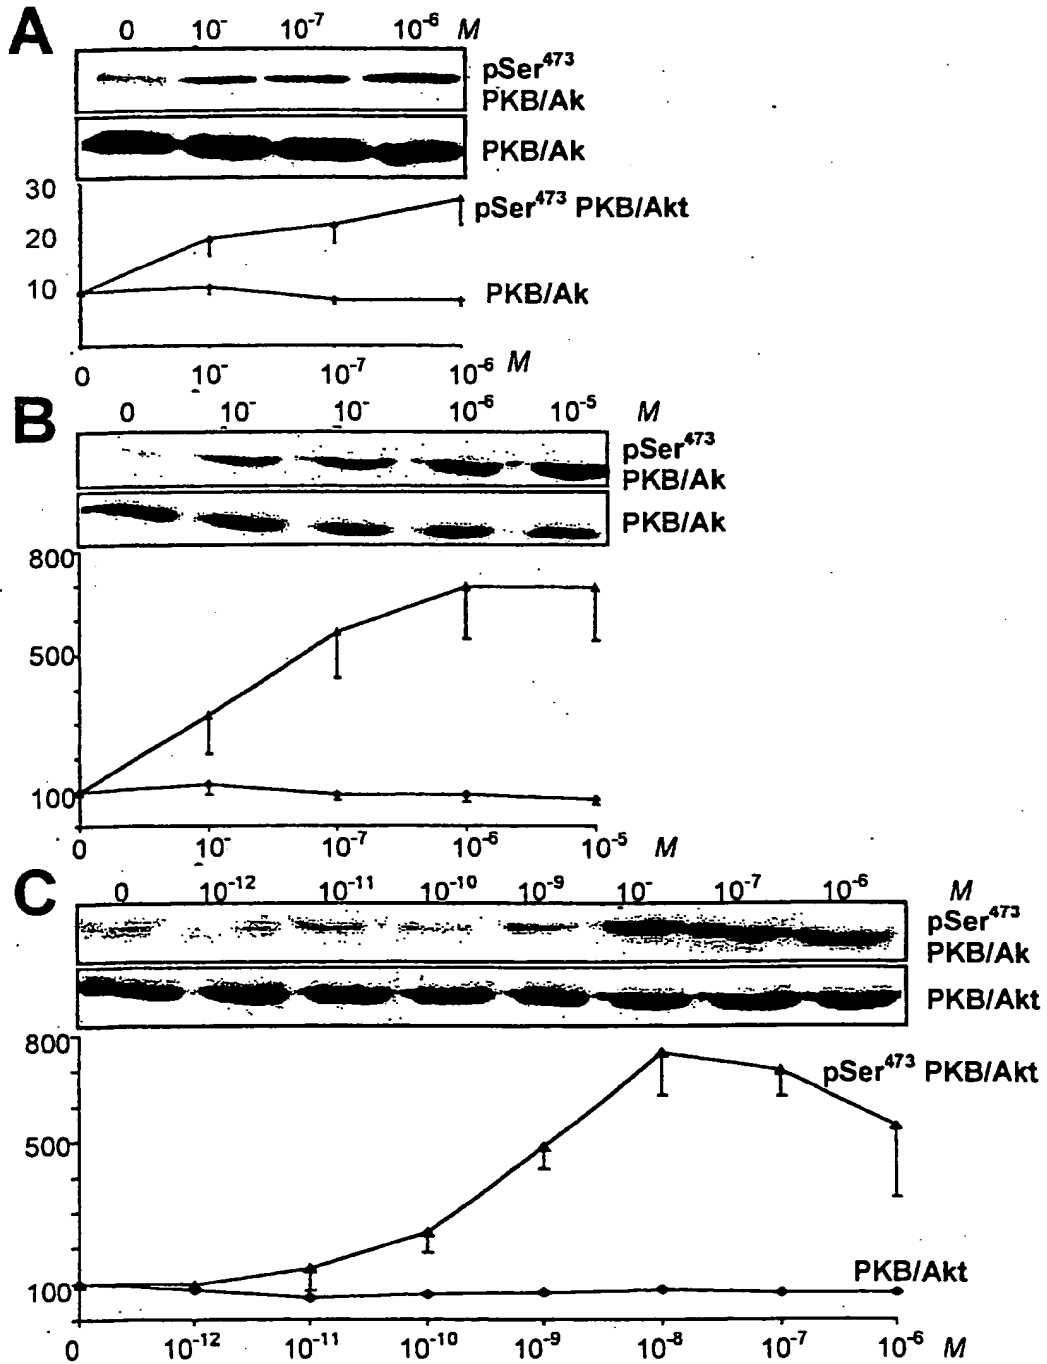 A 0 10⁻ 10⁻⁷ 10⁻⁶ M
pSer⁴⁷³
PKB/Ak
PKB/Ak
30
pSer⁴⁷³ PKB/Akt
20
10 PKB/Ak
0 10⁻ 10⁻⁷ 10⁻⁶ M
B 0 10⁻ 10⁻ 10⁻⁶ 10⁻⁵ M
pSer⁴⁷³
PKB/Ak
PKB/Ak
800
500
100
0 10⁻ 10⁻⁷ 10⁻⁶ 10⁻⁵ M
C 0 10⁻¹² 10⁻¹¹ 10⁻¹⁰ 10⁻⁹ 10⁻ 10⁻⁷ 10⁻⁶ M
pSer⁴⁷³
PKB/Ak
PKB/Akt
800
pSer⁴⁷³ PKB/Akt
500
PKB/Akt
100
0 10⁻¹² 10⁻¹¹ 10⁻¹⁰ 10⁻⁹ 10⁻⁸ 10⁻⁷ 10⁻⁶ M